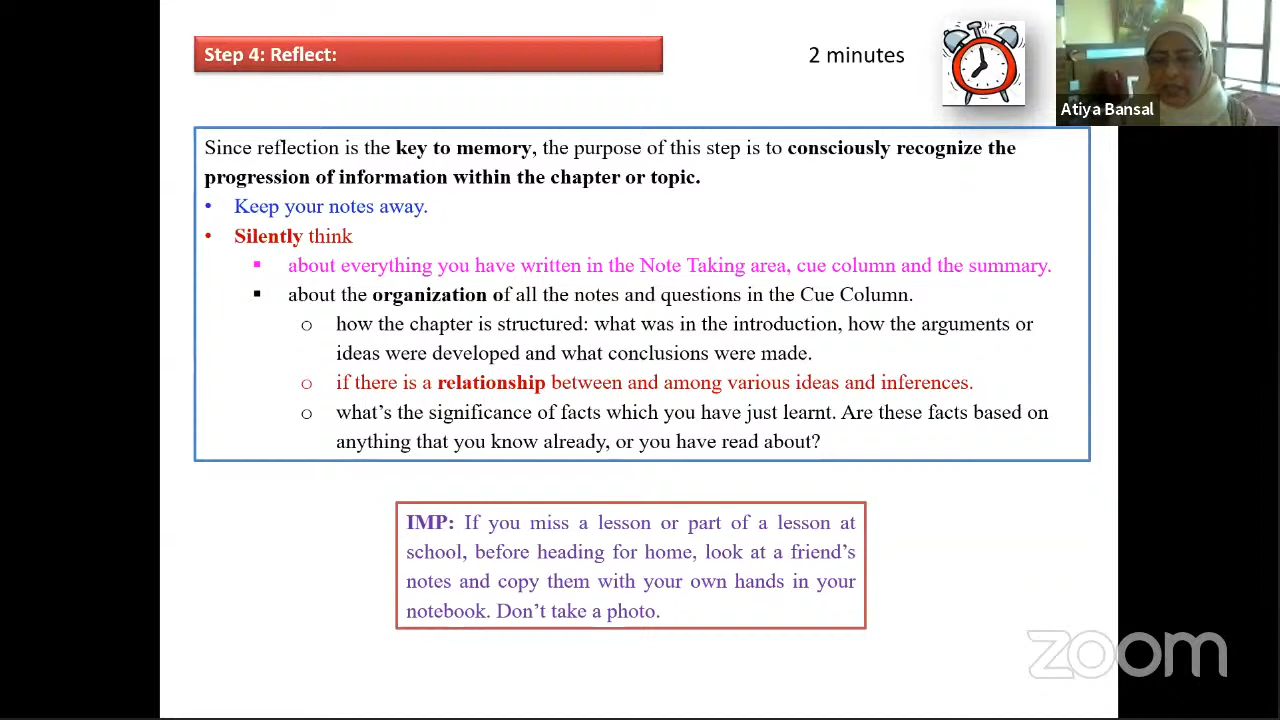 Step 4: Reflect:
2 minutes
Atiya Bansal
Since reflection is the key to memory, the purpose of this step is to consciously recognize the
progression of information within the chapter or topic.
• Keep your notes away.
• Silently think
▪ about everything you have written in the Note Taking area, cue column and the summary.
▪ about the organization of all the notes and questions in the Cue Column.
o how the chapter is structured: what was in the introduction, how the arguments or
ideas were developed and what conclusions were made.
o if there is a relationship between and among various ideas and inferences.
o what’s the significance of facts which you have just learnt. Are these facts based on
anything that you know already, or you have read about?
IMP: If you miss a lesson or part of a lesson at
school, before heading for home, look at a friend’s
notes and copy them with your own hands in your
notebook. Don’t take a photo.
zoom